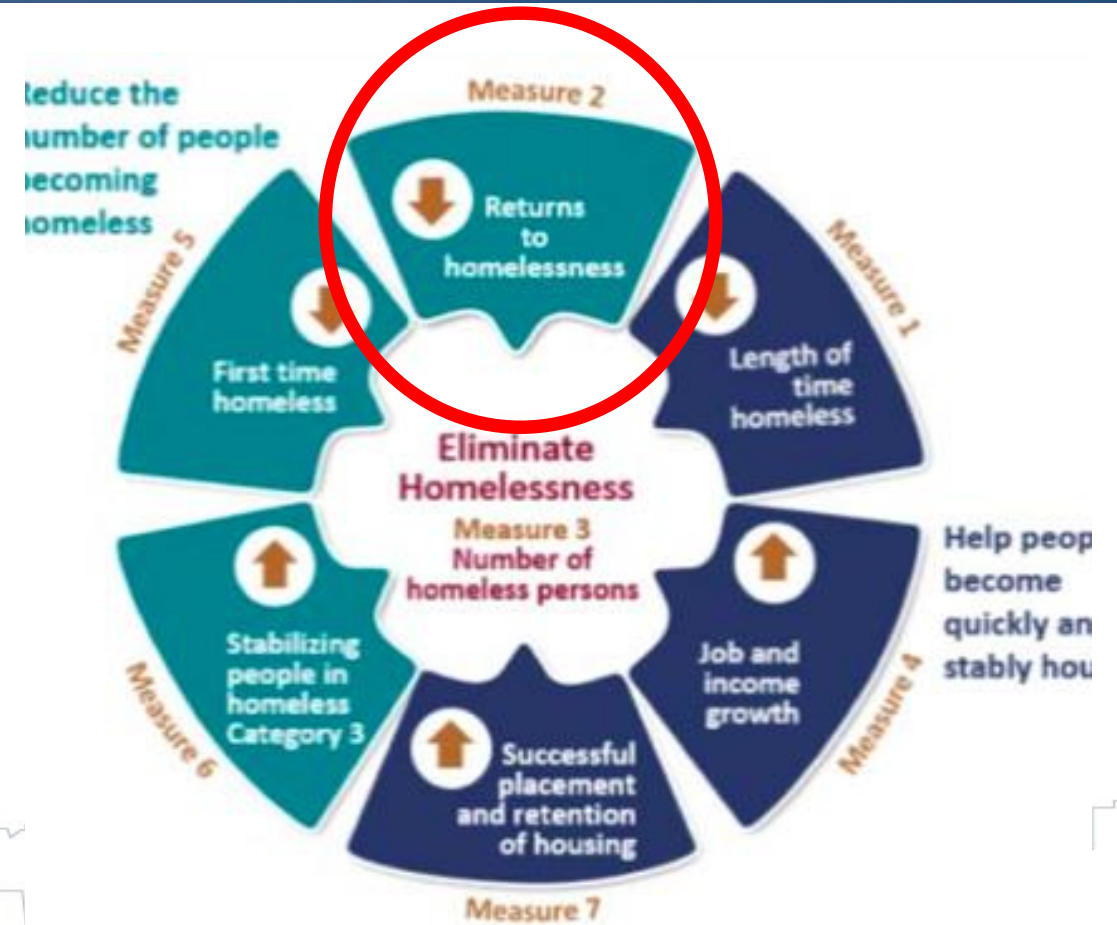 Reduce the
number of people
becoming
homeless
Measure 2
Returns
to
homelessness
Measure 5
First time
homeless
Measure 1
Length of
time
homeless
Eliminate
Homelessness
Measure 3
Number of
homeless persons
Help peop
become
quickly an
stably hou
Stabilizing
people in
homeless
Category 3
Measure 6
Job and
income
growth
Measure 4
Successful
placement
and retention
of housing
Measure 7